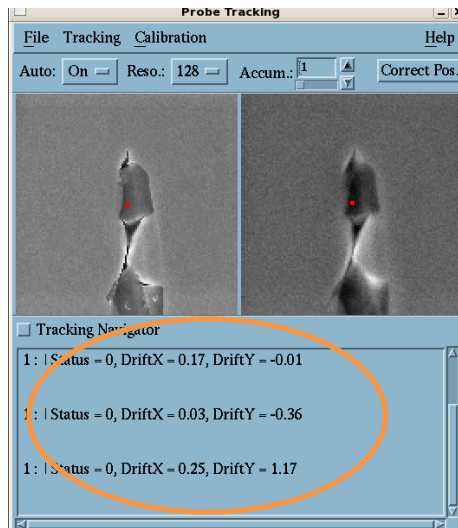 Probe Tracking
File Tracking Calibration Help
Auto: On Reso.: 128 Accum.: 1 Correct Pos.
Tracking Navigator
1 : | Status = 0, DriftX = 0.17, DriftY = -0.01
1 : | Status = 0, DriftX = 0.03, DriftY = -0.36
1 : | Status = 0, DriftX = 0.25, DriftY = 1.17